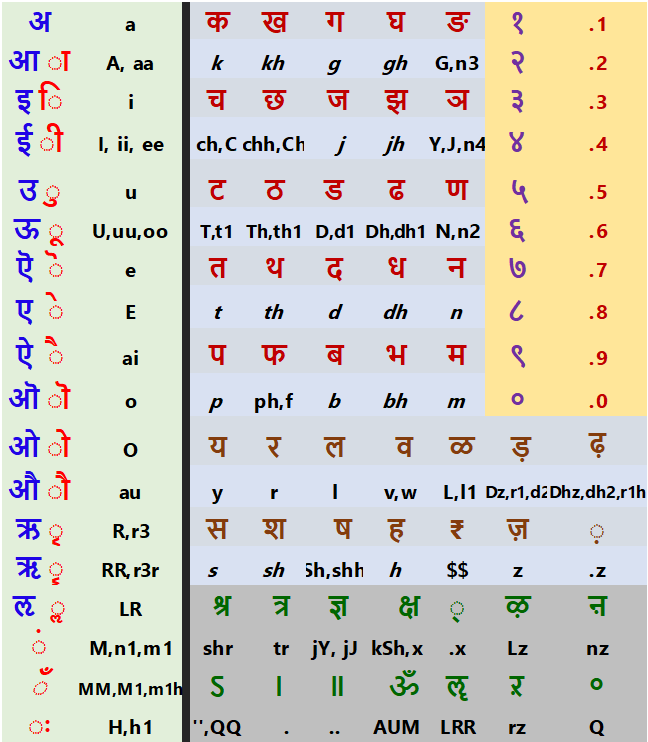 अ a क ख ग घ ङ १ .1
आ ा A, aa k kh g gh G,n3 २ .2
इ ि i च छ ज झ ञ ३ .3
ई ी I, ii, ee ch,C chh,Ch j jh Y,J,n4 ४ .4
उ ु u ट ठ ड ढ ण ५ .5
ऊ ू U,uu,oo T,t1 Th,th1 D,d1 Dh,dh1 N,n2 ६ .6
ऎ ॆ e त थ द ध न ७ .7
ए े E t th d dh n ८ .8
ऐ ै ai प फ ब भ म ९ .9
ऒ ॊ o p ph,f b bh m ० .0
ओ ो O य र ल व ळ ड़ ढ़
औ ौ au y r l v,w L,l1 Dz,r1,d2 Dhz,dh2,r1h
ऋ ृ R,r3 स श ष ह ₹ ज़ ़
ॠ ॄ RR,r3r s sh Sh,shh h $$ z .z
ऌ ॢ LR श्र त्र ज्ञ क्ष ् ऴ ऩ
ं M,n1,m1 shr tr jY, jJ kSh,x .x Lz nz
ँ MM,M1,m1h ऽ । ॥ ॐ ॡ ऱ ॰
ः H,h1 '',QQ . .. AUM LRR rz Q